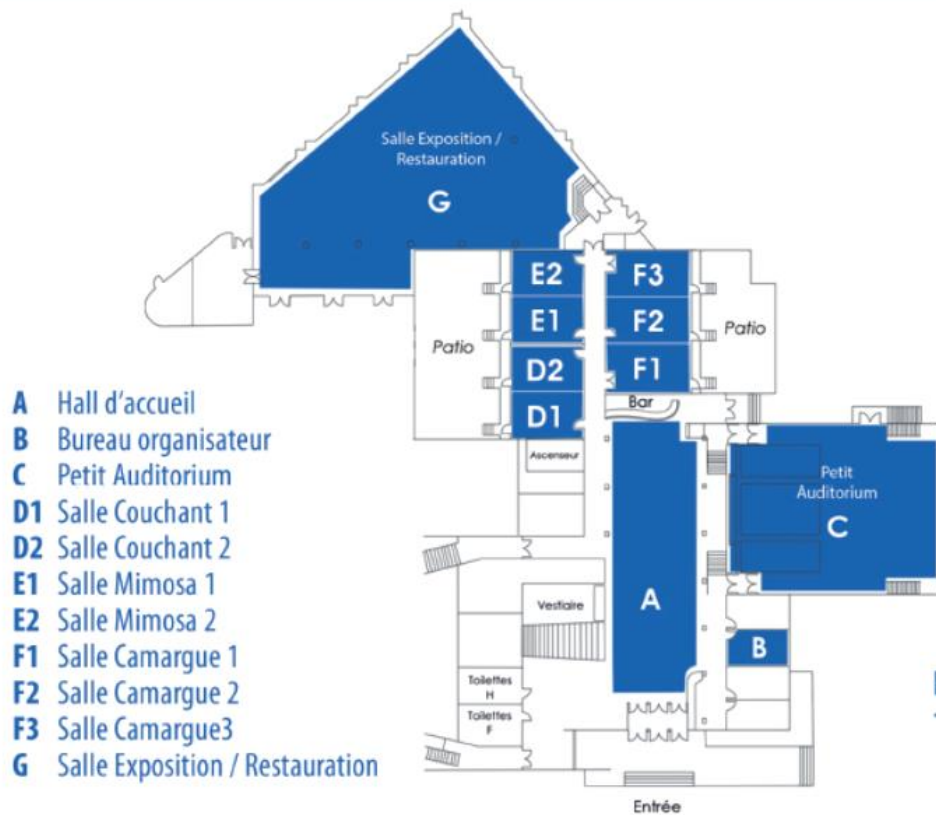 Salle Exposition /
Restauration
G
E2
F3
E1
F2
Patio
Patio
D2
F1
D1
Bar
Ascenseur
Petit
Auditorium
C
A
Vestiaire
B
Toilettes
H
Toilettes
F
Entrée
A Hall d'accueil
B Bureau organisateur
C Petit Auditorium
D1 Salle Couchant 1
D2 Salle Couchant 2
E1 Salle Mimosa 1
E2 Salle Mimosa 2
F1 Salle Camargue 1
F2 Salle Camargue 2
F3 Salle Camargue3
G Salle Exposition / Restauration